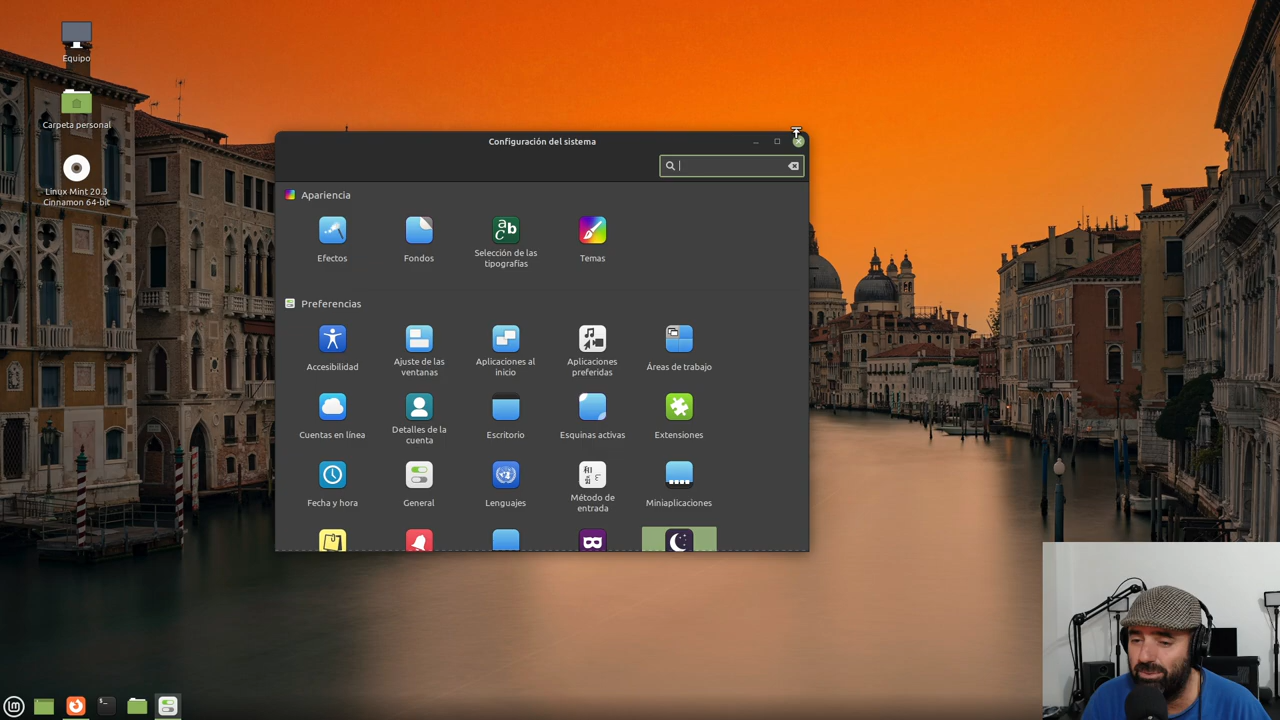 Equipo
Carpeta personal
Linux Mint 20.3
Cinnamon 64-bit
Configuración del sistema
Apariencia
Efectos
Fondos
Selección de las
tipografías
Temas
Preferencias
Accesibilidad
Ajuste de las
ventanas
Aplicaciones al
inicio
Aplicaciones
preferidas
Áreas de trabajo
Cuentas en línea
Detalles de la
cuenta
Escritorio
Esquinas activas
Extensiones
Fecha y hora
General
Lenguajes
Método de
entrada
Miniaplicaciones